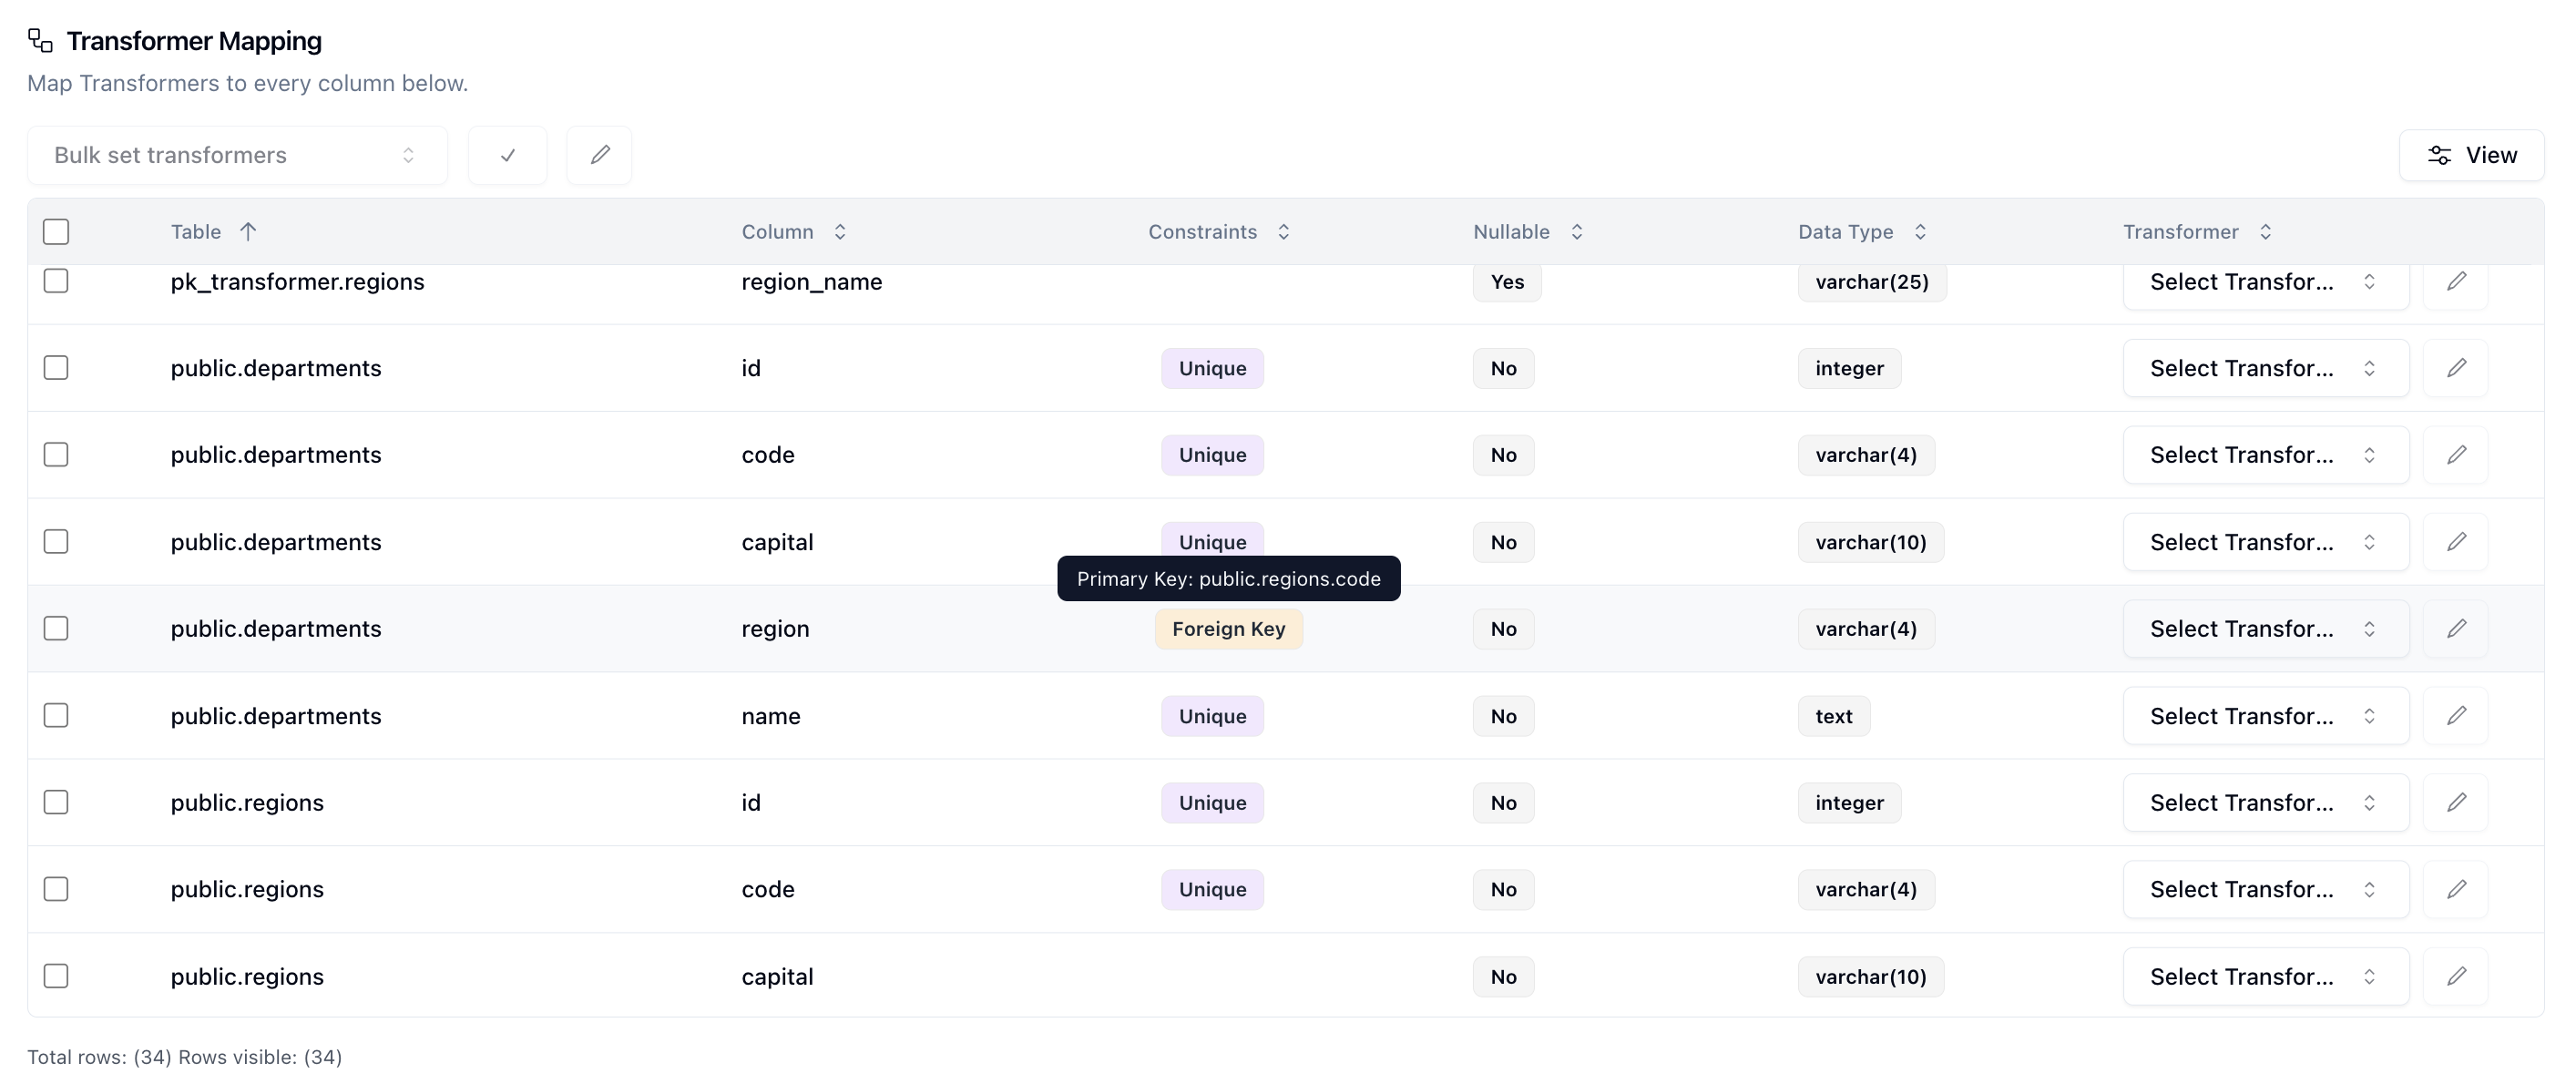 Transformer Mapping
Map Transformers to every column below.
Bulk set transformers
View
Table Column Constraints Nullable Data Type Transformer
pk_transformer.regions region_name Yes varchar(25) Select Transfor...
public.departments id Unique No integer Select Transfor...
public.departments code Unique No varchar(4) Select Transfor...
public.departments capital Unique No varchar(10) Select Transfor...
Primary Key: public.regions.code
public.departments region Foreign Key No varchar(4) Select Transfor...
public.departments name Unique No text Select Transfor...
public.regions id Unique No integer Select Transfor...
public.regions code Unique No varchar(4) Select Transfor...
public.regions capital No varchar(10) Select Transfor...
Total rows: (34) Rows visible: (34)